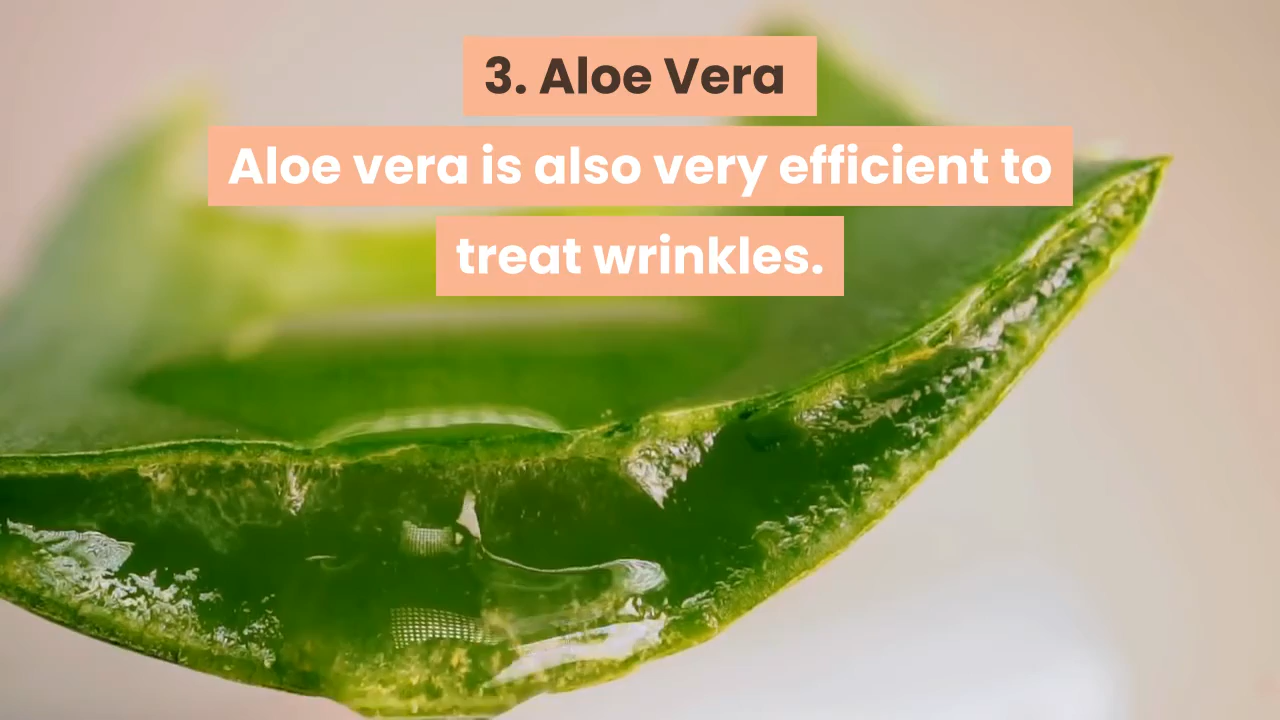 3. Aloe Vera
Aloe vera is also very efficient to
treat wrinkles.